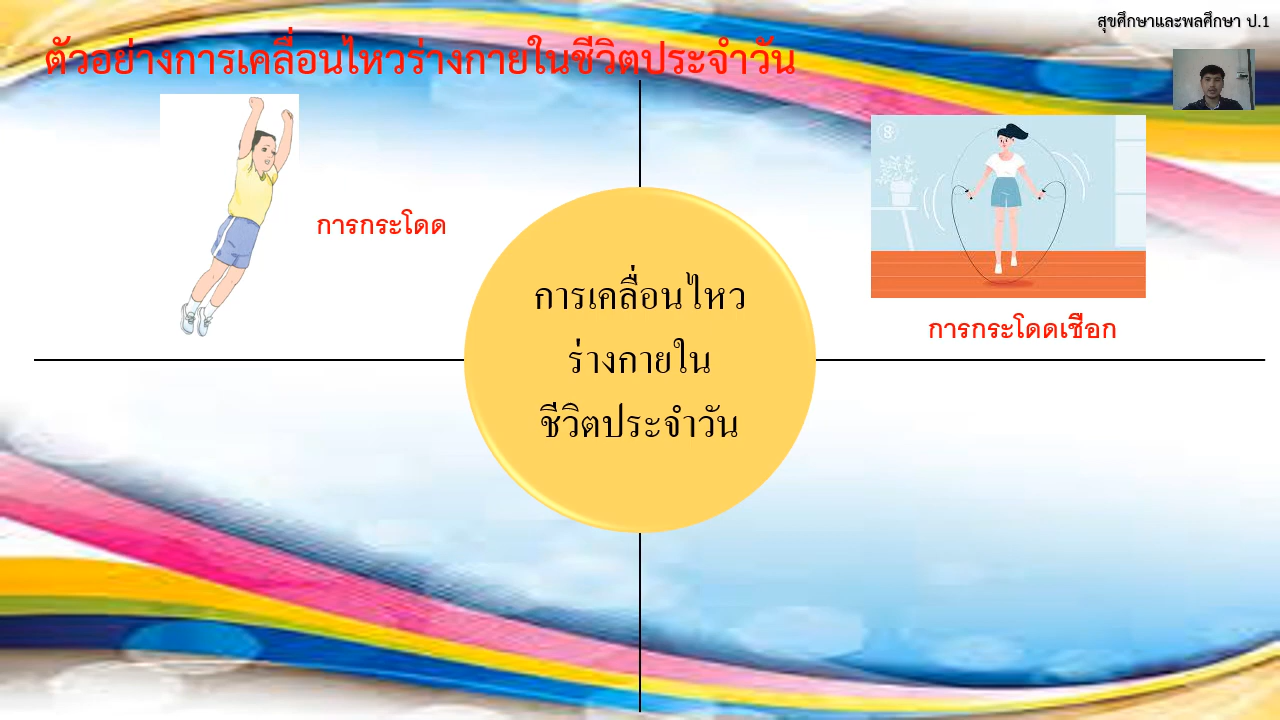 สุขศึกษาและพลศึกษา ป.1
ตัวอย่างการเคลื่อนไหวร่างกายในชีวิตประจำวัน
8
การกระโดด
การกระโดดเชือก
การเคลื่อนไหว
ร่างกายใน
ชีวิตประจำวัน